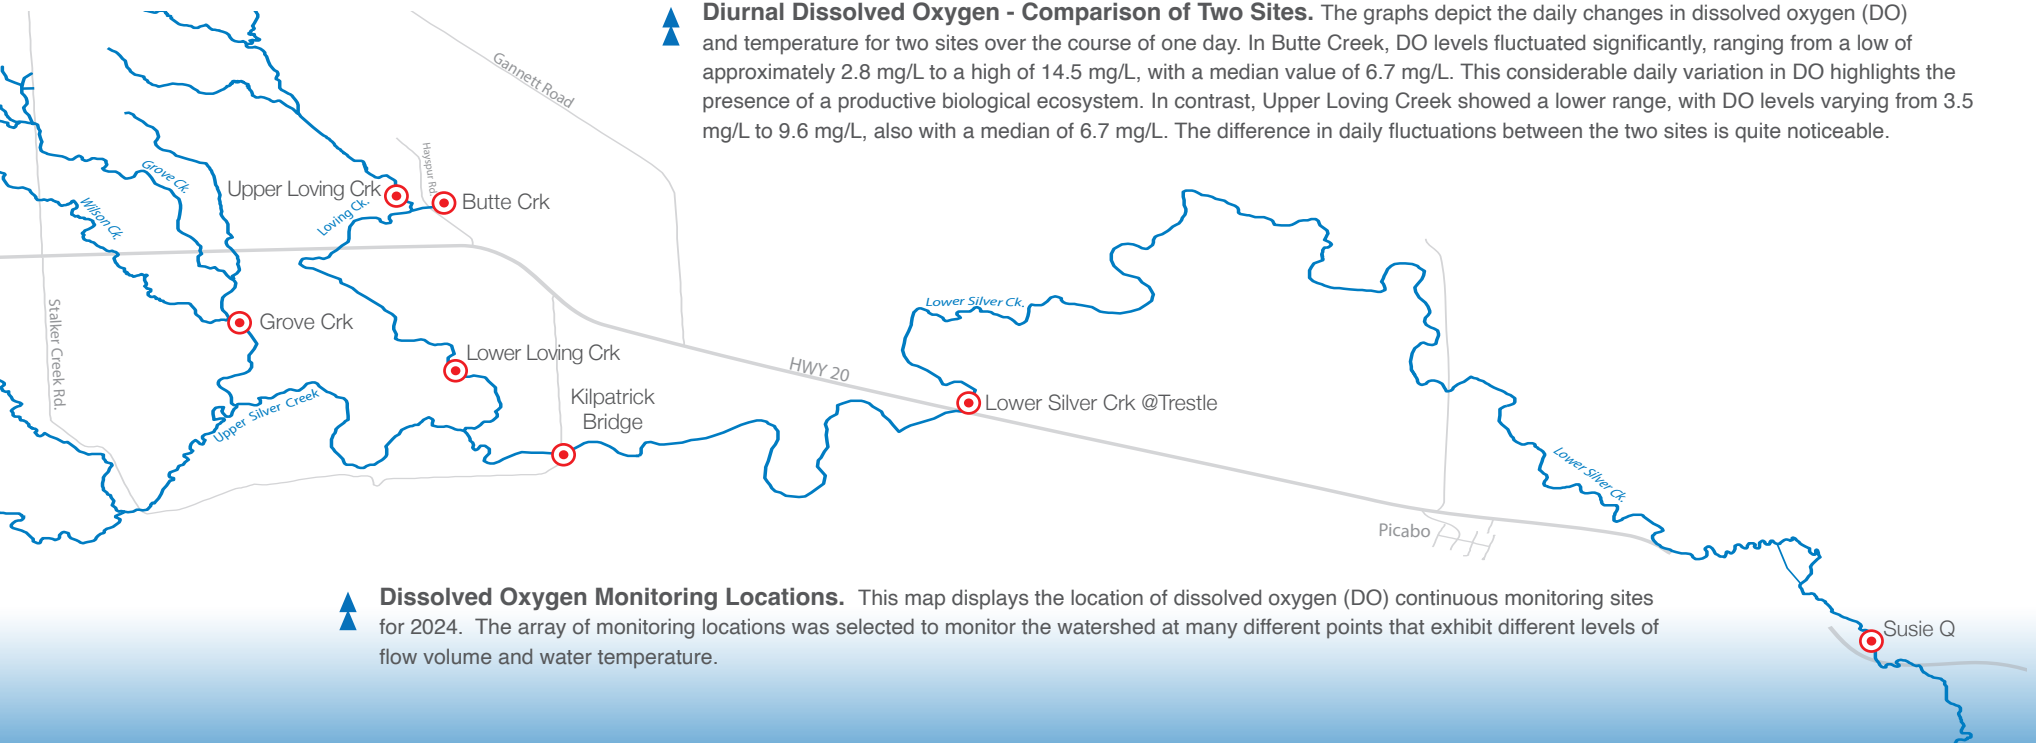 Diurnal Dissolved Oxygen - Comparison of Two Sites. The graphs depict the daily changes in dissolved oxygen (DO)
and temperature for two sites over the course of one day. In Butte Creek, DO levels fluctuated significantly, ranging from a low of
approximately 2.8 mg/L to a high of 14.5 mg/L, with a median value of 6.7 mg/L. This considerable daily variation in DO highlights the
presence of a productive biological ecosystem. In contrast, Upper Loving Creek showed a lower range, with DO levels varying from 3.5
mg/L to 9.6 mg/L, also with a median of 6.7 mg/L. The difference in daily fluctuations between the two sites is quite noticeable.
Gannett Road
Hayspur Rd.
Grove Ck.
Wilson Ck.
Upper Loving Crk
Loving Ck.
Butte Crk
Stalker Creek Rd.
Grove Crk
Lower Loving Crk
Upper Silver Creek
Kilpatrick
Bridge
HWY 20
Lower Silver Ck.
Lower Silver Crk @Trestle
Lower Silver Ck.
Picabo
Susie Q
Dissolved Oxygen Monitoring Locations. This map displays the location of dissolved oxygen (DO) continuous monitoring sites
for 2024. The array of monitoring locations was selected to monitor the watershed at many different points that exhibit different levels of
flow volume and water temperature.